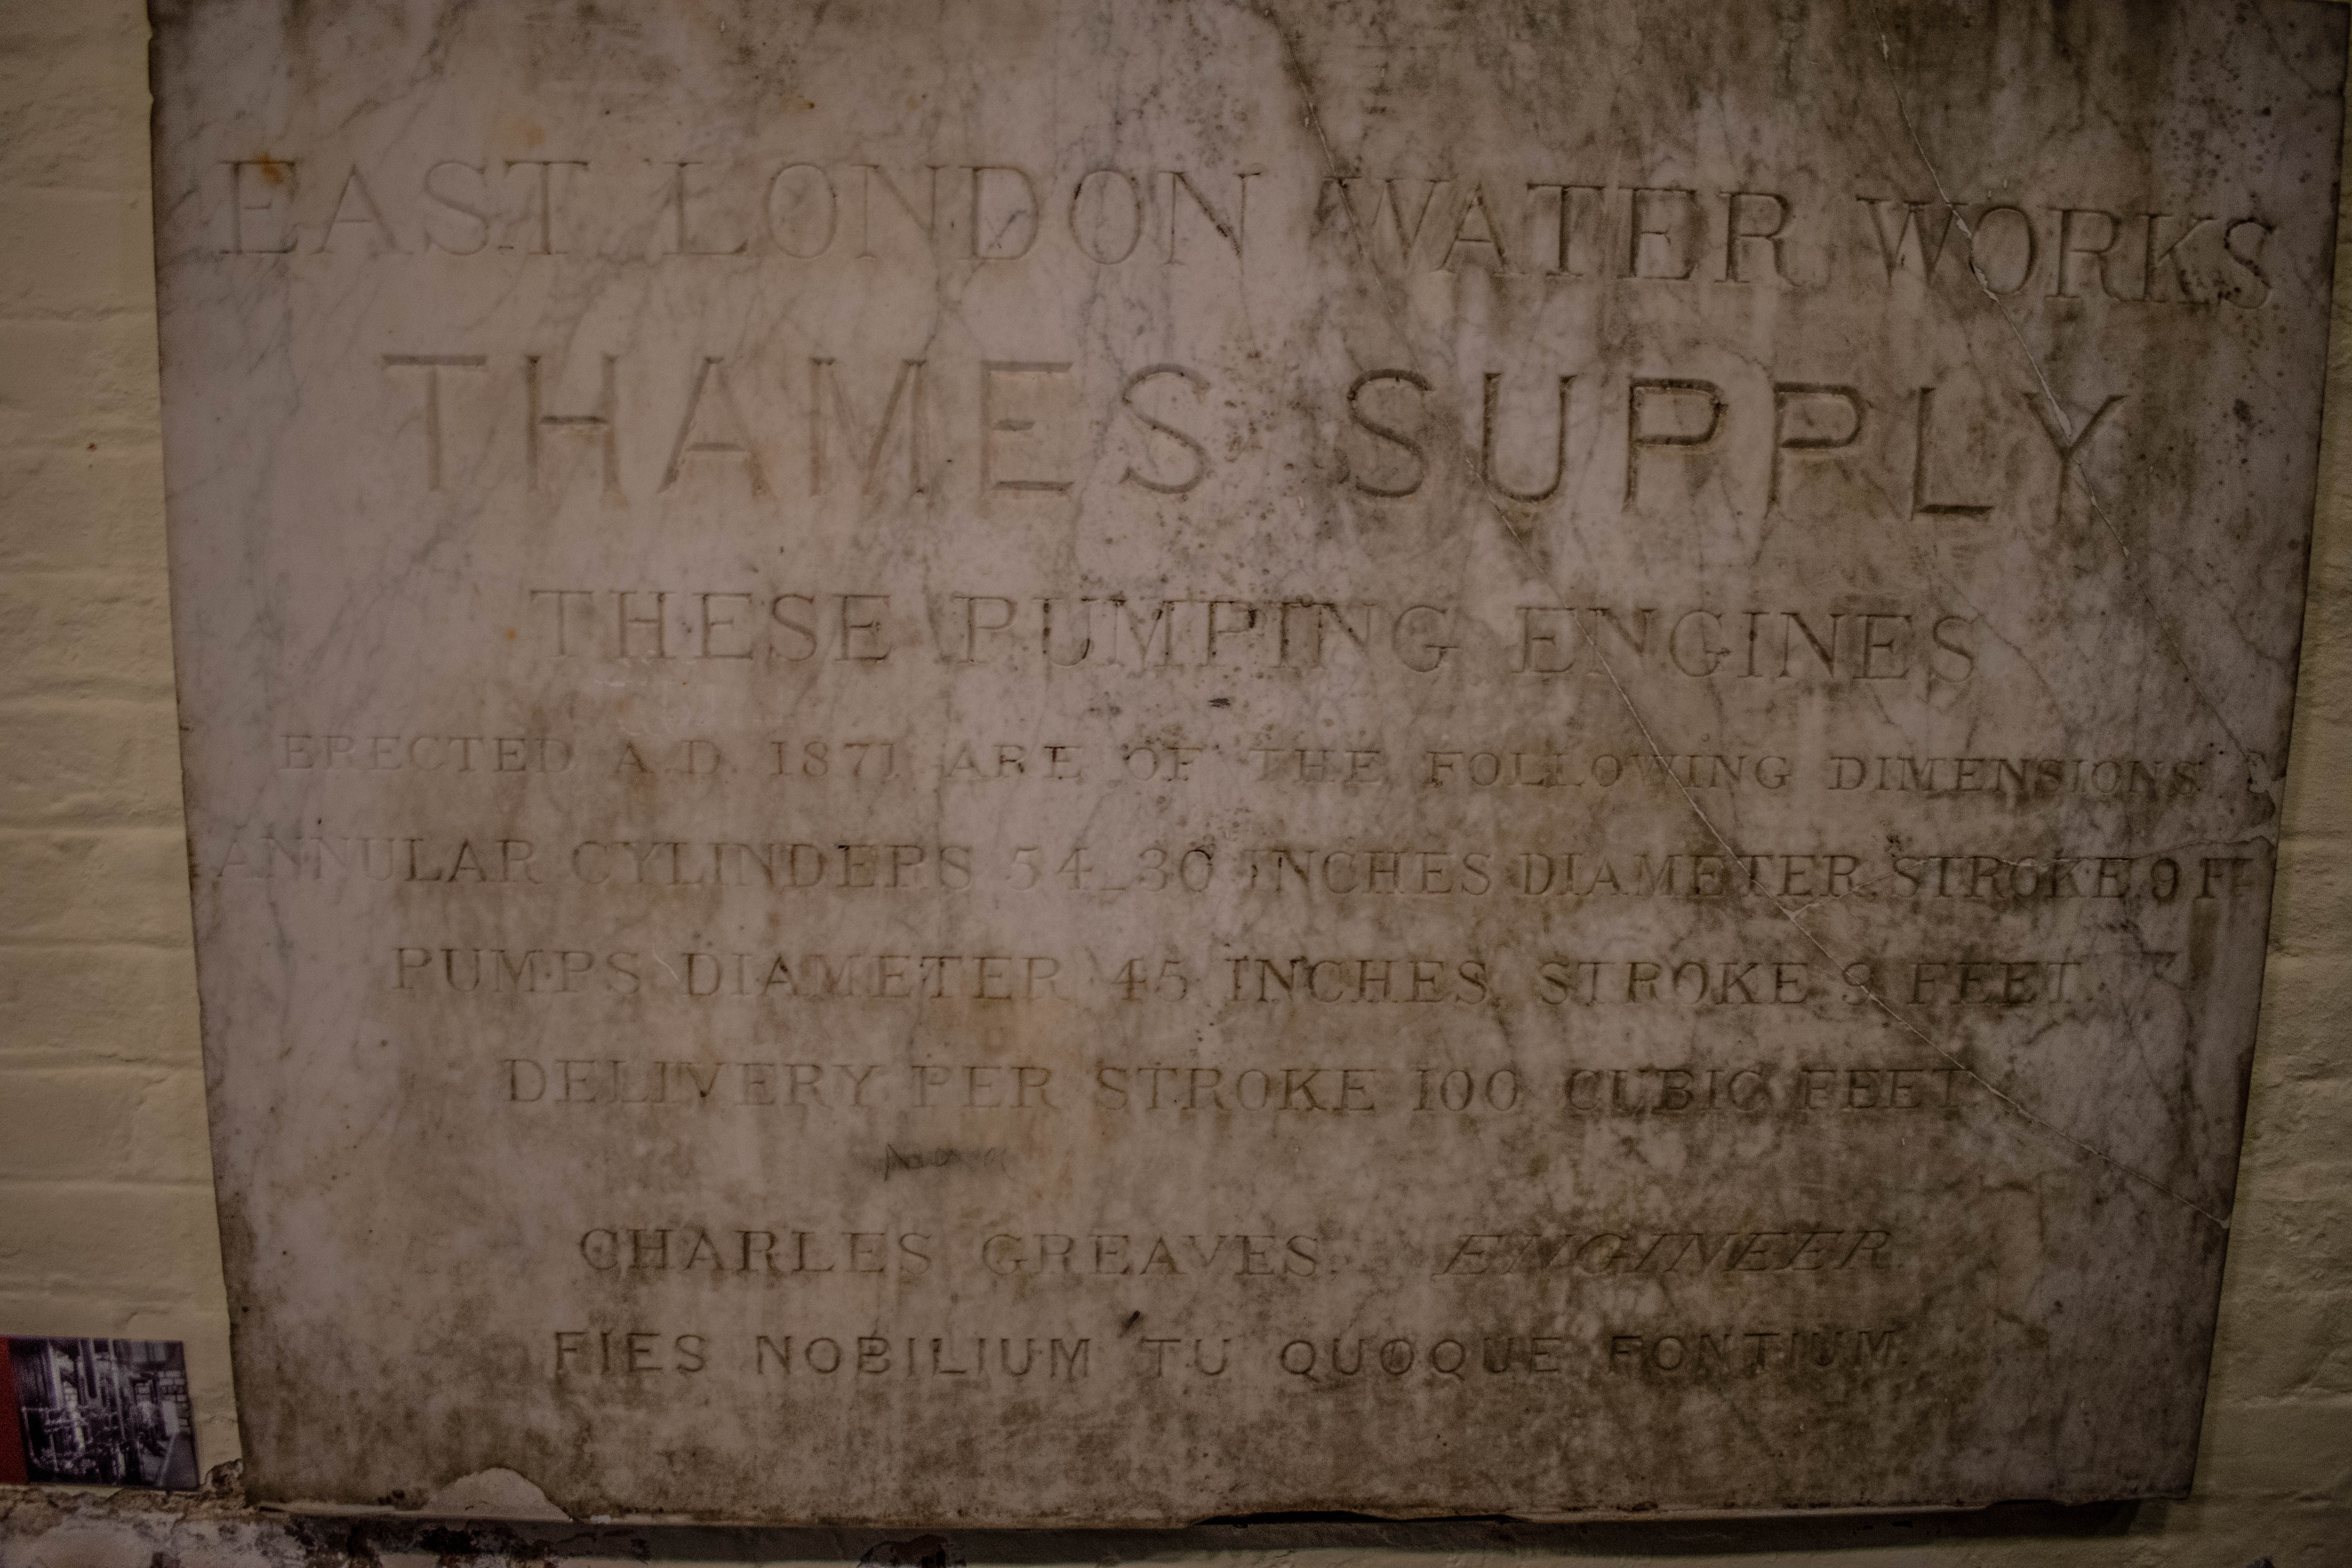 EAST LONDON WATER WORKS
THAMES SUPPLY
THESE PUMPING ENGINES
ERECTED A.D. 1871 ARE OF THE FOLLOWING DIMENSIONS
ANNULAR CYLINDERS 54_30 INCHES DIAMETER STROKE 9 FT
PUMPS DIAMETER 45 INCHES. STROKE 9 FEET.
DELIVERY PER STROKE 100 CUBIC FEET
CHARLES GREAVES. ENGINEER.
FIES NOBILIUM TU QUOQUE FONTIUM.